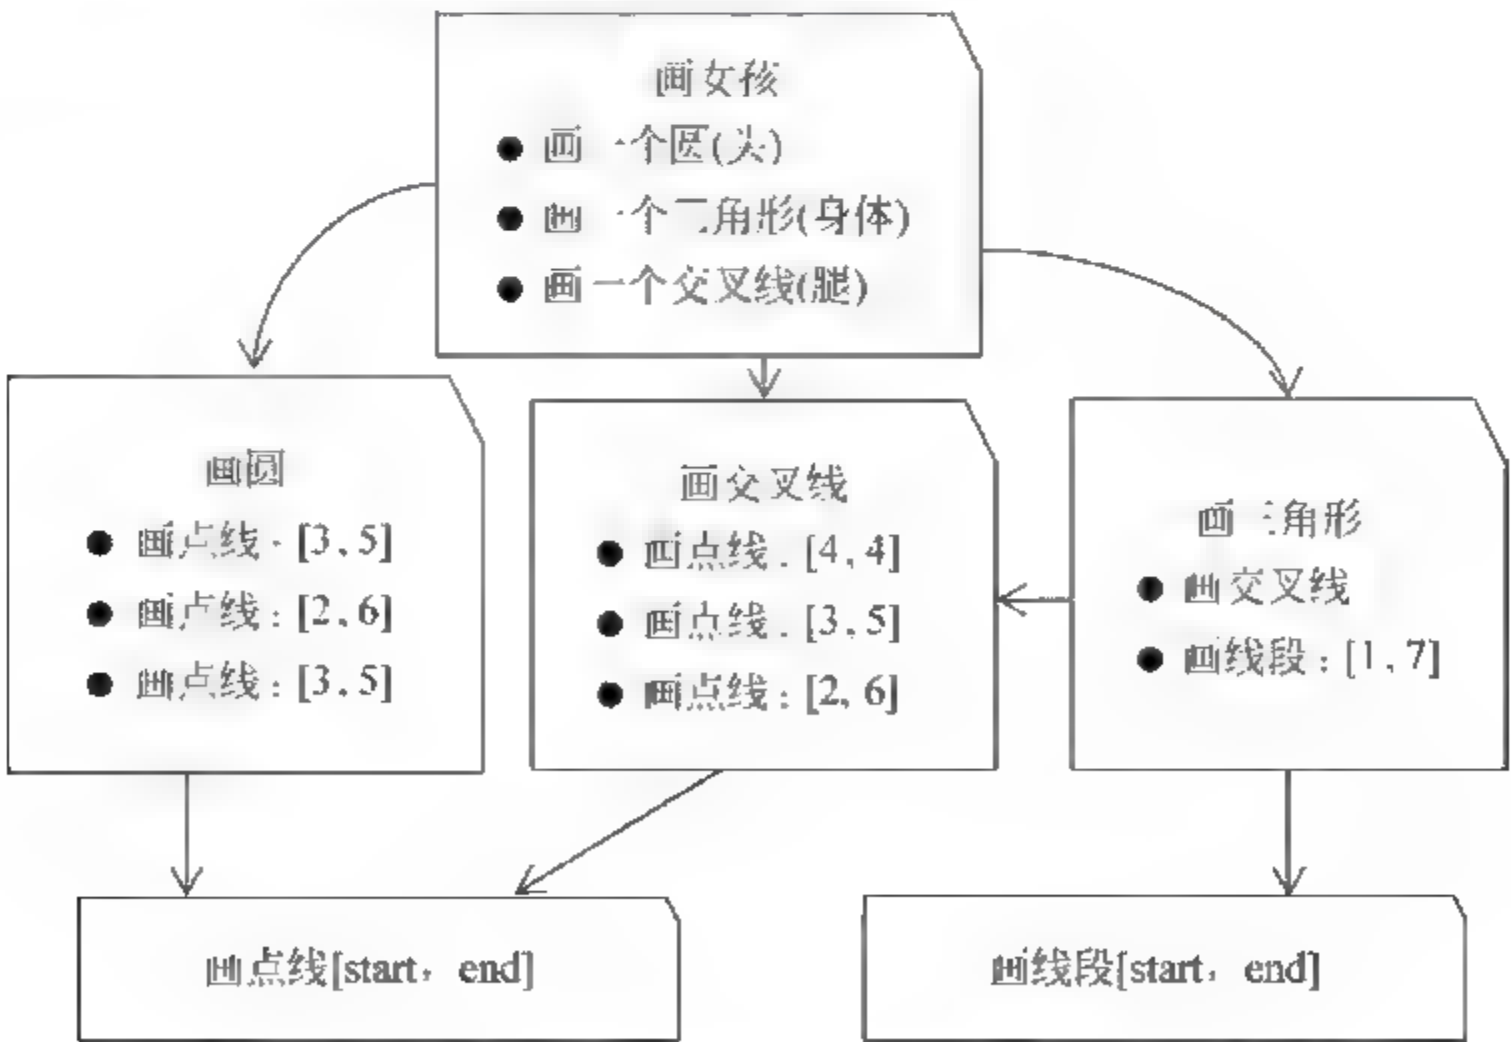 画女孩
● 画一个圆(头)
● 画一个三角形(身体)
● 画一个交叉线(腿)
画圆
● 画点线:[3,5]
● 画点线:[2,6]
● 画点线:[3,5]
画交叉线
● 画点线:[4,4]
● 画点线:[3,5]
● 画点线:[2,6]
画三角形
● 画交叉线
● 画线段:[1,7]
画点线[start,end]
画线段[start,end]